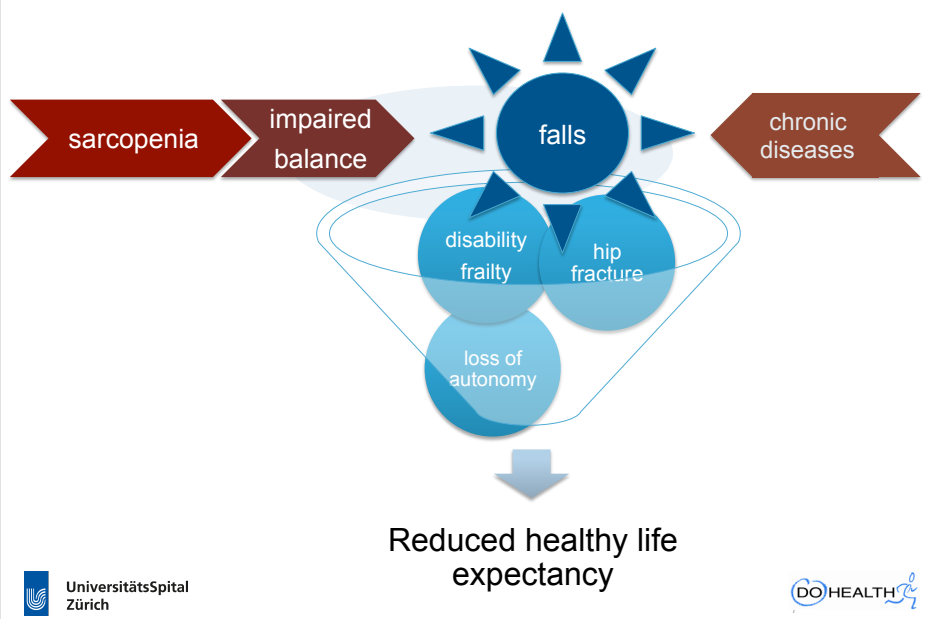 sarcopenia
impaired
balance
falls
chronic
diseases
disability
frailty
hip
fracture
loss of
autonomy
Reduced healthy life
expectancy
UniversitätsSpital
Zürich
DO HEALTH